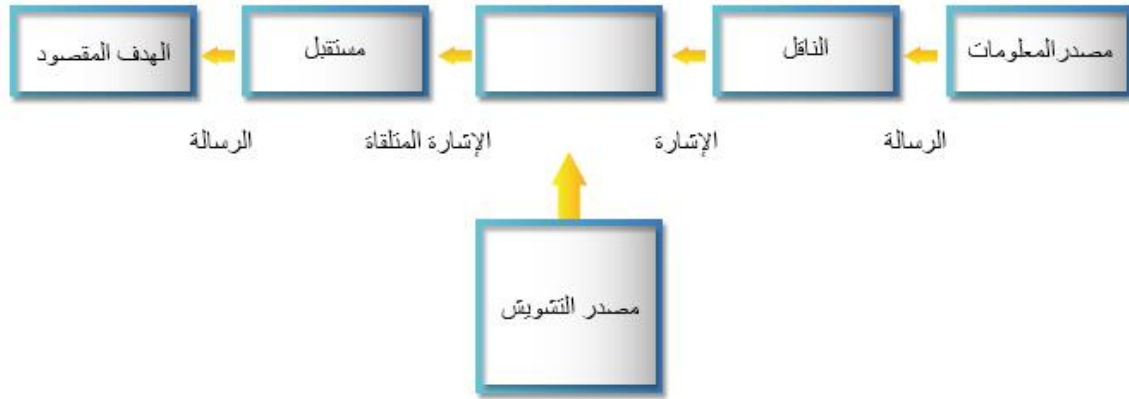 مصدر المعلومات
الناقل
مستقبل
الهدف المقصود
الرسالة
الإشارة
الإشارة المتلقاة
الرسالة
مصدر التشويش